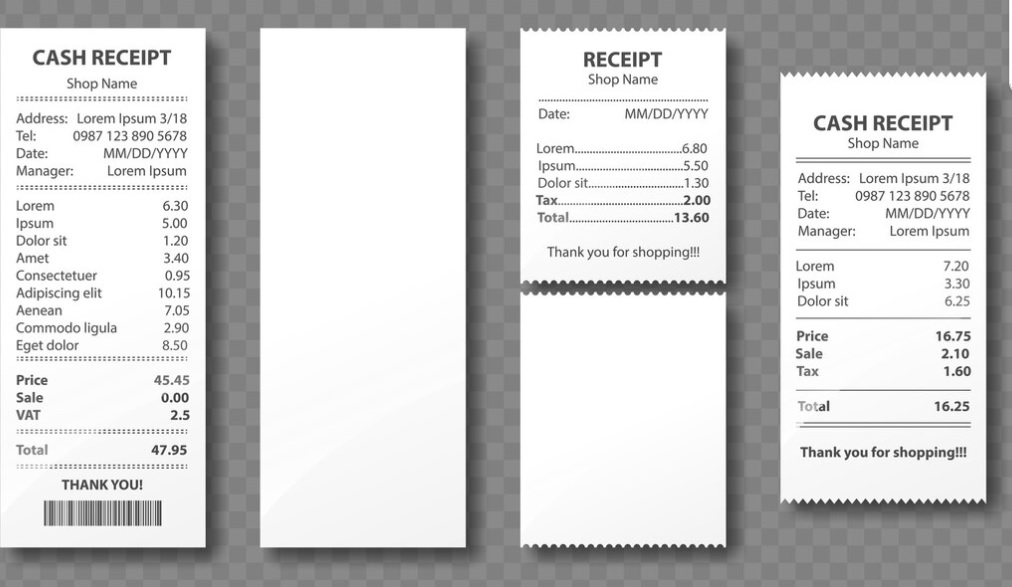 CASH RECEIPT
Shop Name
Address: Lorem Ipsum 3/18
Tel: 0987 123 890 5678
Date: MM/DD/YYYY
Manager: Lorem Ipsum
Lorem 6.30
Ipsum 5.00
Dolor sit 1.20
Amet 3.40
Consectetuer 0.95
Adipiscing elit 10.15
Aenean 7.05
Commodo ligula 2.90
Eget dolor 8.50
Price 45.45
Sale 0.00
VAT 2.5
Total 47.95
THANK YOU!
RECEIPT
Shop Name
Date: MM/DD/YYYY
Lorem.....................................6.80
Ipsum.....................................5.50
Dolor sit.................................1.30
Tax...........................................2.00
Total....................................13.60
Thank you for shopping!!!
CASH RECEIPT
Shop Name
Address: Lorem Ipsum 3/18
Tel: 0987 123 890 5678
Date: MM/DD/YYYY
Manager: Lorem Ipsum
Lorem 7.20
Ipsum 3.30
Dolor sit 6.25
Price 16.75
Sale 2.10
Tax 1.60
Total 16.25
Thank you for shopping!!!